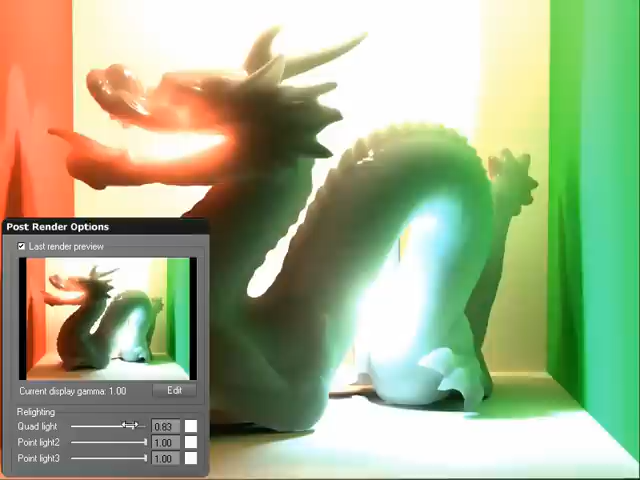 Post Render Options
Last render preview
Current display gamma: 1.00
Edit
Relighting
Quad light 0.83
Point light2 1.00
Point light3 1.00